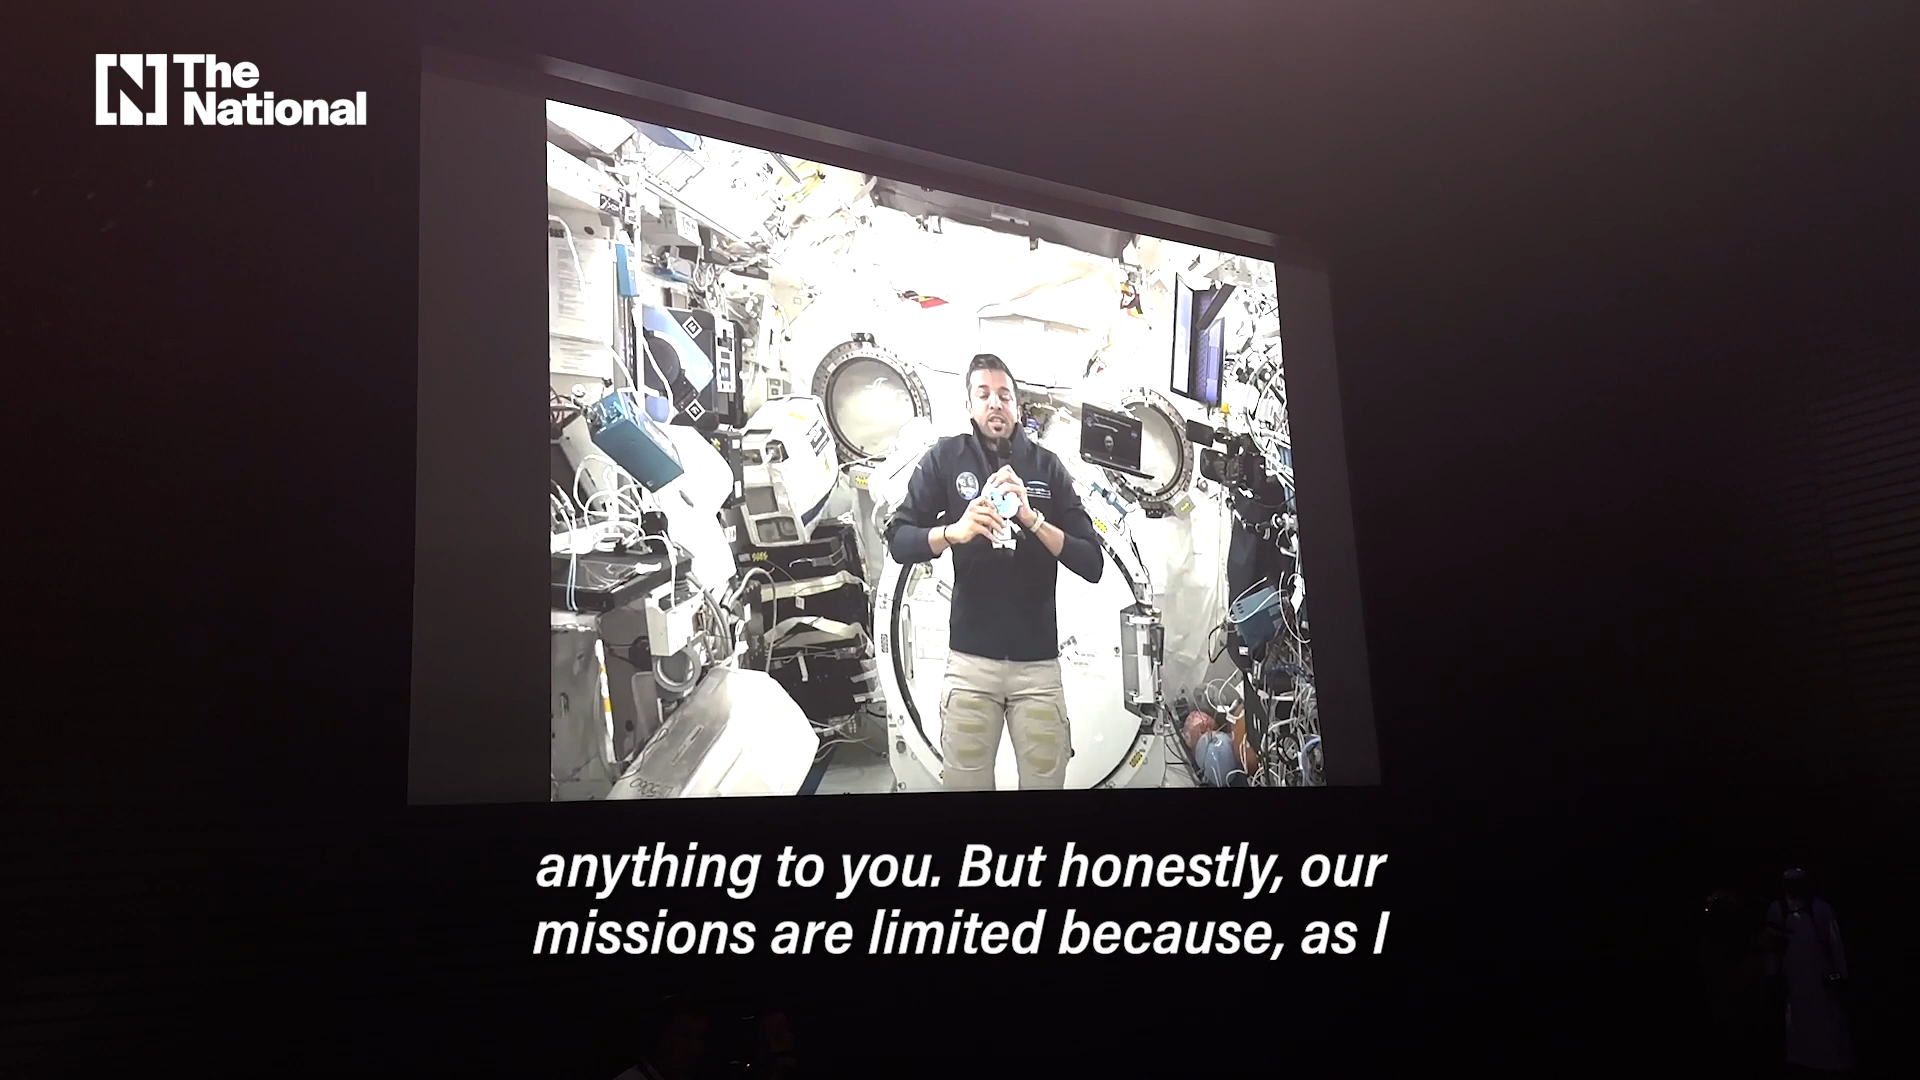 The
National
anything to you. But honestly, our
missions are limited because, as I